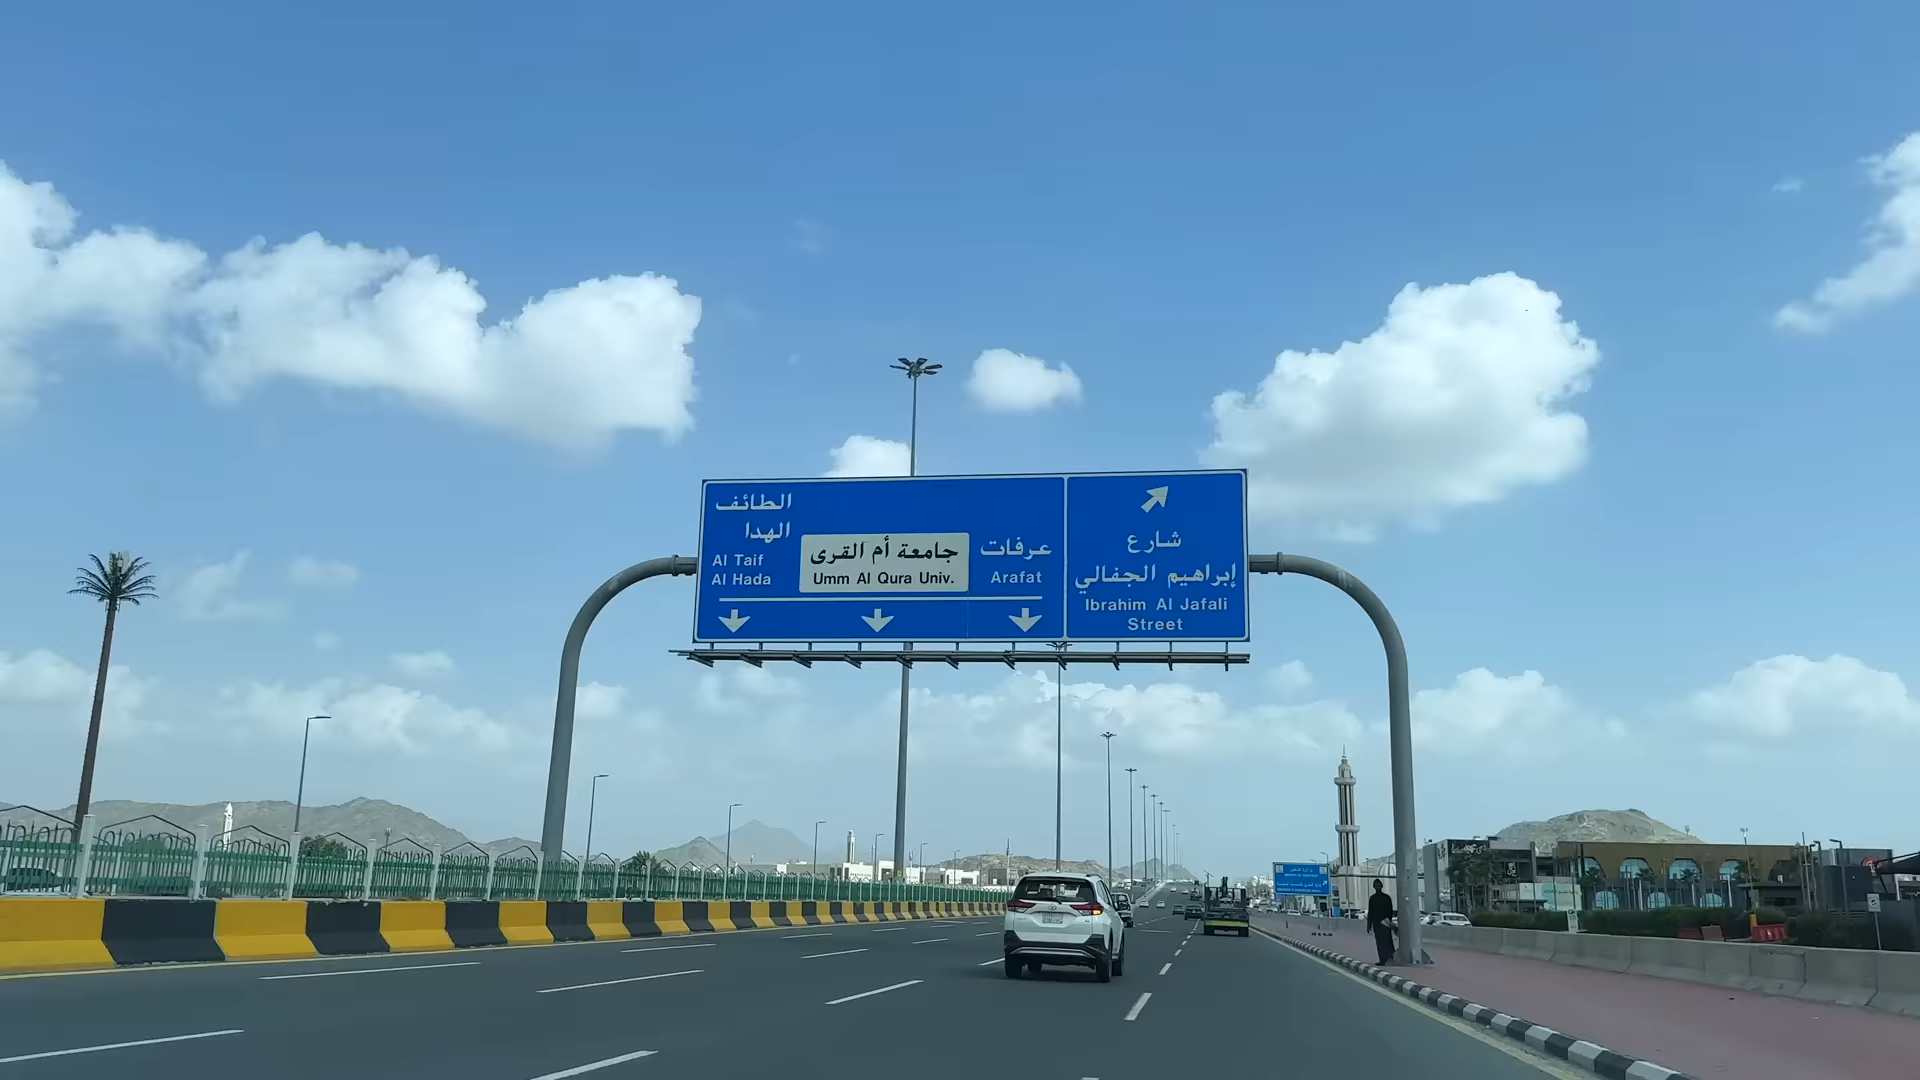 الطائف
الهدا
Al Taif
Al Hada
جامعة أم القرى
Umm Al Qura Univ.
عرفات
Arafat
شارع
إبراهيم الجفالي
Ibrahim Al Jafali
Street